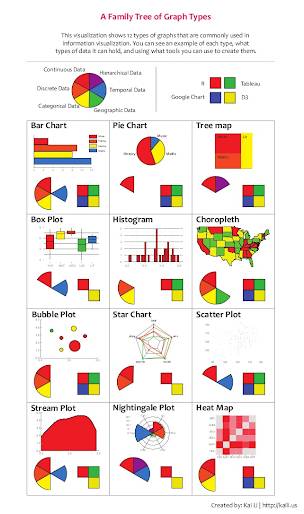 A Family Tree of Graph Types
This visualization shows 12 types of graphs that are commonly used in
information visualization. You can see an example of each type, what
types of data it can hold, and using what tools you can use to create them.
Continuous Data
Hierarchical Data
Discrete Data
Temporal Data
Categorical Data
Geographic Data
R
Tableau
Google Chart
D3
Bar Chart
Pie Chart
Tree map
Box Plot
Histogram
Choropleth
Bubble Plot
Star Chart
Scatter Plot
Stream Plot
Nightingale Plot
Heat Map
Created by: Kai Li | http://kaili.us